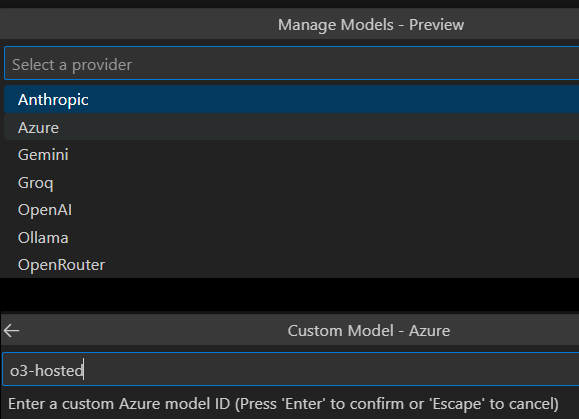 Manage Models - Preview
Select a provider
Anthropic
Azure
Gemini
Groq
OpenAI
Ollama
OpenRouter
Custom Model - Azure
o3-hosted
Enter a custom Azure model ID (Press 'Enter' to confirm or 'Escape' to cancel)